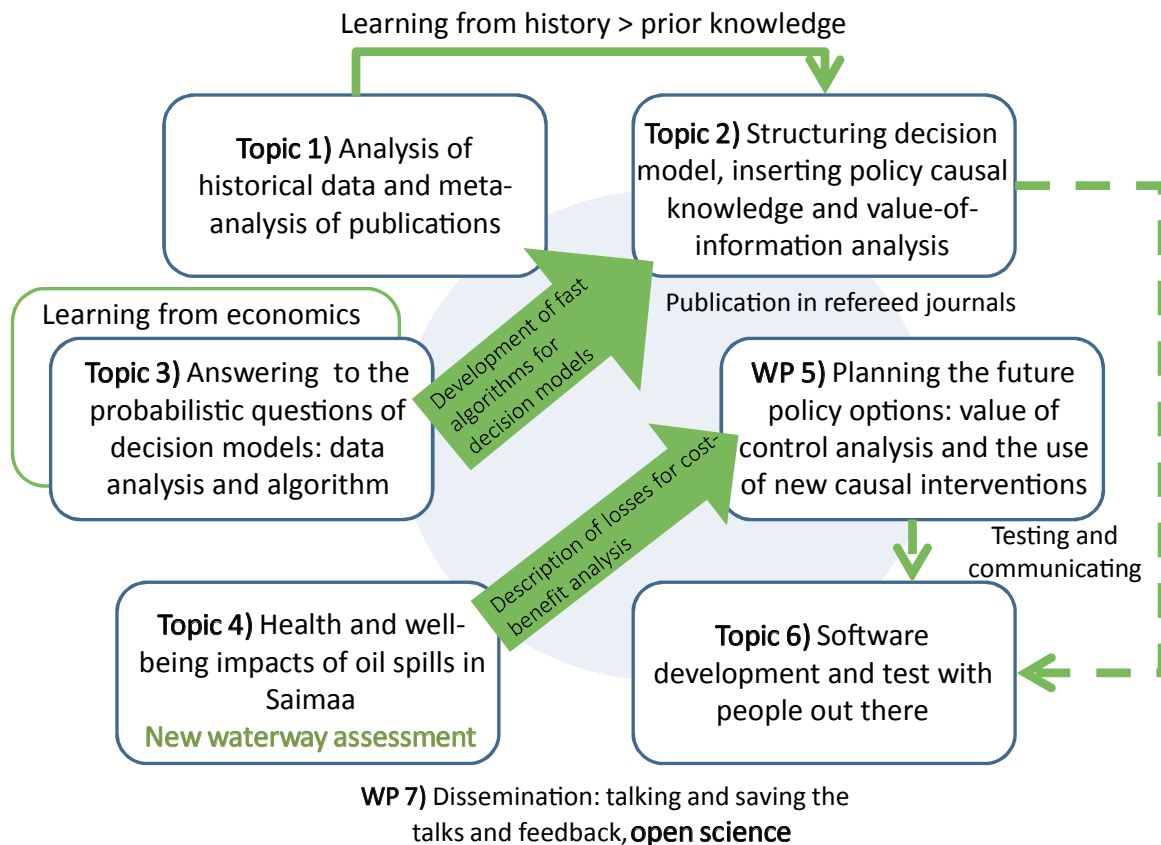 Learning from history > prior knowledge
Topic 1) Analysis of
historical data and meta-
analysis of publications
Topic 2) Structuring decision
model, inserting policy causal
knowledge and value-of-
information analysis
Publication in refereed journals
Learning from economics
Topic 3) Answering to the
probabilistic questions of
decision models: data
analysis and algorithm
Development of fast
algorithms for
decision models
WP 5) Planning the future
policy options: value of
control analysis and the use
of new causal interventions
Testing and
communicating
Topic 4) Health and well-
being impacts of oil spills in
Saimaa
New waterway assessment
Description of losses for cost-
benefit analysis
Topic 6) Software
development and test with
people out there
WP 7) Dissemination: talking and saving the
talks and feedback, open science